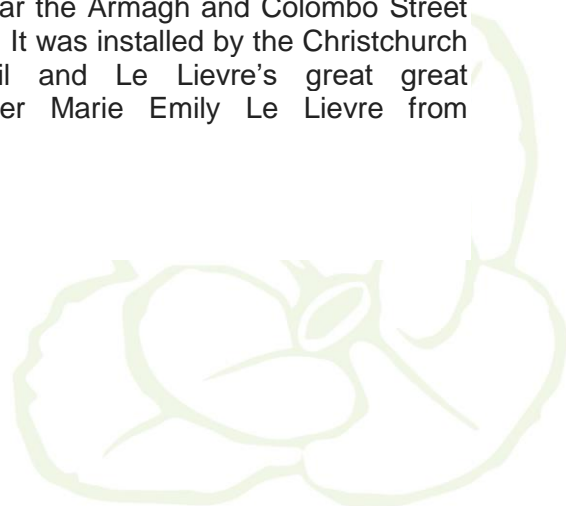 ar the Armagh and Colombo Street
It was installed by the Christchurch
il and Le Lievre's great great
er Marie Emily Le Lievre from